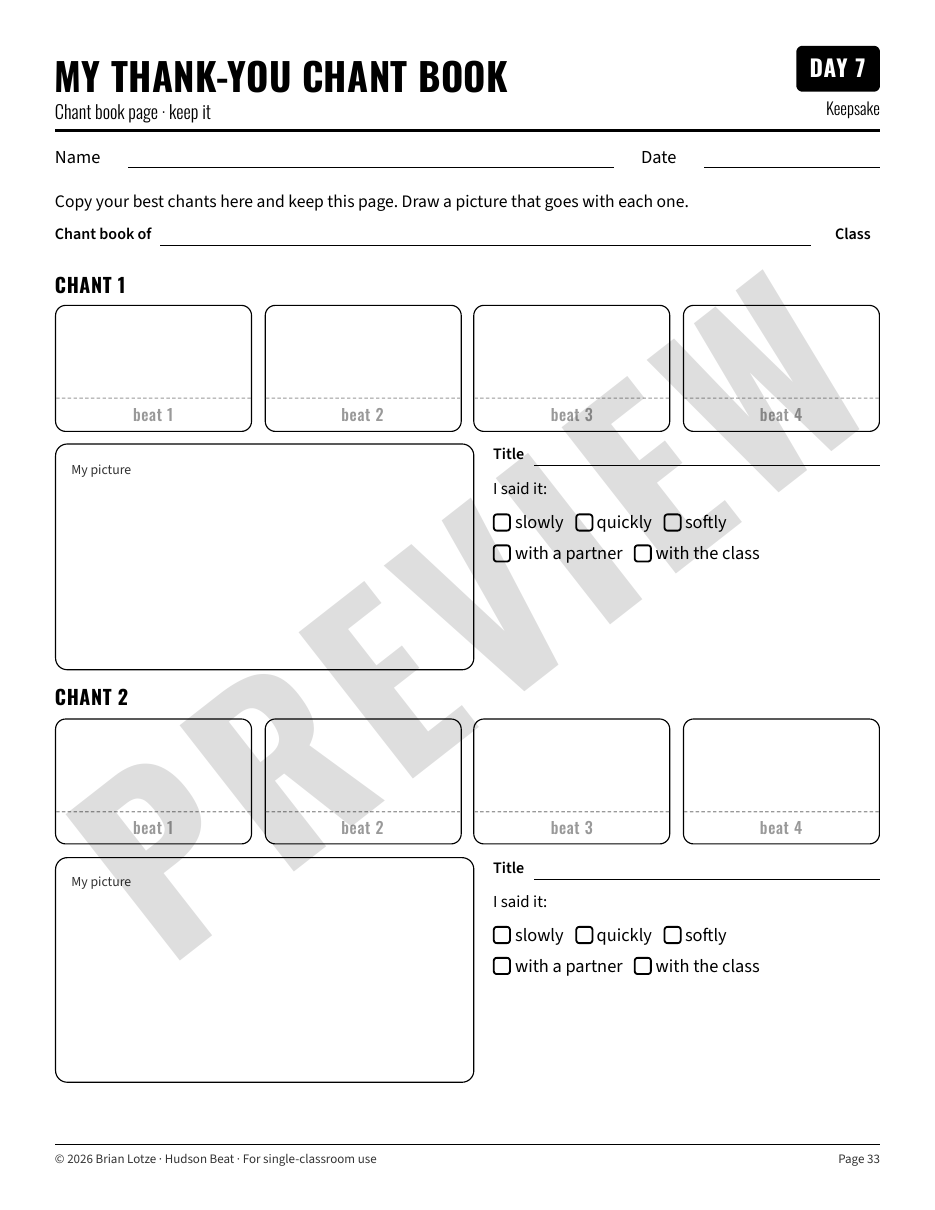 MY THANK-YOU CHANT BOOK
DAY 7
Chant book page · keep it
Keepsake
Name
Date
Copy your best chants here and keep this page. Draw a picture that goes with each one.
Chant book of
Class
CHANT 1
beat 1 beat 2 beat 3 beat 4
My picture
Title
I said it:
slowly quickly softly
with a partner with the class
CHANT 2
beat 1 beat 2 beat 3 beat 4
My picture
Title
I said it:
slowly quickly softly
with a partner with the class
PREVIEW
© 2026 Brian Lotze · Hudson Beat · For single-classroom use
Page 33